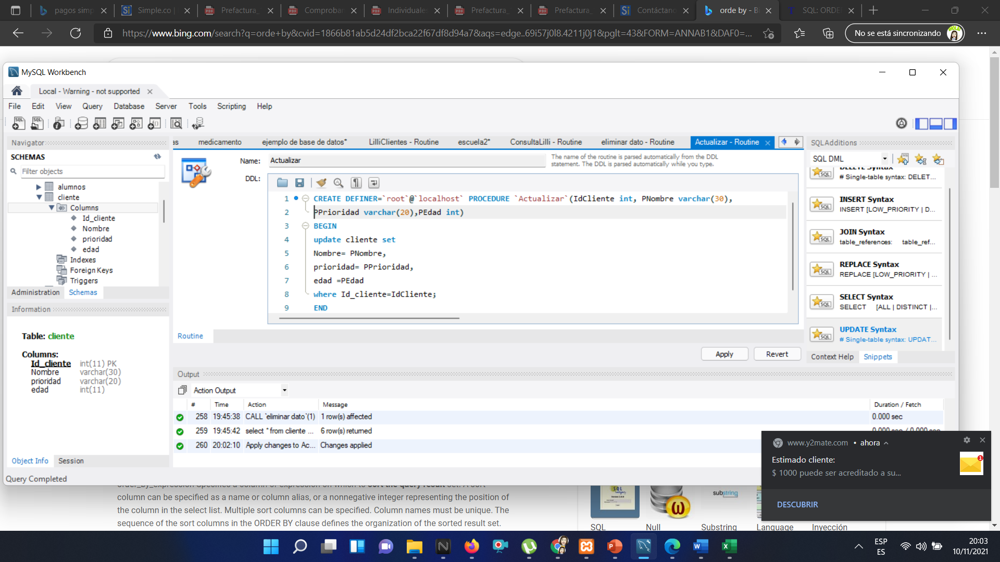 pagos simp
Simple.co |
Prefactura_
Comproban
Individuales
Prefactura_
Prefactura_
Contáctano
orde by - B
SQL: ORDE
https://www.bing.com/search?q=orde+by&cvid=1866b81ab5d24df2bca22f67df8d94a7&aqs=edge..69i57j0l8.4211j0j1&pglt=43&FORM=ANNAB1&DAF0=...
No se está sincronizando
MySQL Workbench
Local - Warning - not supported
File Edit View Query Database Server Tools Scripting Help
Navigator
SCHEMAS
Filter objects
alumnos
cliente
Columns
Id_cliente
Nombre
prioridad
edad
Indexes
Foreign Keys
Triggers
Administration Schemas
Information
Table: cliente
Columns:
Id_cliente int(11) PK
Nombre varchar(30)
prioridad varchar(20)
edad int(11)
Object Info Session
Query Completed
as medicamento ejemplo de base de datos* LilliClientes - Routine escuela2* ConsultaLilli - Routine eliminar dato - Routine Actualizar - Routine
Name: Actualizar
The name of the routine is parsed automatically from the DDL
statement. The DDL is parsed automatically while you type.
DDL:
1 CREATE DEFINER=`root`@`localhost` PROCEDURE `Actualizar`(IdCliente int, PNombre varchar(30),
2 PPrioridad varchar(20),PEdad int)
3 BEGIN
4 update cliente set
5 Nombre= PNombre,
6 prioridad= PPrioridad,
7 edad =PEdad
8 where Id_cliente=IdCliente;
9 END
Routine
Apply Revert
SQLAdditions
SQL DML
DELETE Syntax
# Single-table syntax: DELET...
INSERT Syntax
INSERT [LOW_PRIORITY | D...
JOIN Syntax
table_references: table_ref...
REPLACE Syntax
REPLACE [LOW_PRIORITY | ...
SELECT Syntax
SELECT [ALL | DISTINCT |...
UPDATE Syntax
# Single-table syntax: UPDAT...
Context Help Snippets
Output
Action Output
# Time Action Message Duration / Fetch
258 19:45:38 CALL `eliminar dato`(1) 1 row(s) affected 0.000 sec
259 19:45:42 select * from cliente ... 6 row(s) returned 0.000 sec / 0.000 sec
260 20:02:10 Apply changes to Ac... Changes applied
www.y2mate.com • ahora
Estimado cliente:
$ 1000 puede ser acreditado a su...
DESCUBRIR
order_by_expression Specifies a column or expression on which to sort the query result set. A sort
column can be specified as a name or column alias, or a nonnegative integer representing the position of
the column in the select list. Multiple sort columns can be specified. Column names must be unique. The
sequence of the sort columns in the ORDER BY clause defines the organization of the sorted result set.
substring
SQL Null Substring Language Inyección
ESP
ES
20:03
10/11/2021